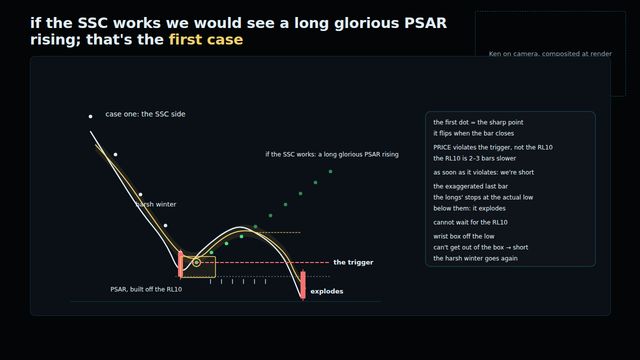 if the SSC works we would see a long glorious PSAR
rising; that's the first case
Ken on camera, composited at render
case one: the SSC side
if the SSC works: a long glorious PSAR rising
harsh winter
the trigger
PSAR, built off the RL10
explodes
the first dot = the sharp point
it flips when the bar closes
PRICE violates the trigger, not the RL10
the RL10 is 2–3 bars slower
as soon as it violates: we're short
the exaggerated last bar
the longs' stops at the actual low
below them: it explodes
cannot wait for the RL10
wrist box off the low
can't get out of the box → short
the harsh winter goes again